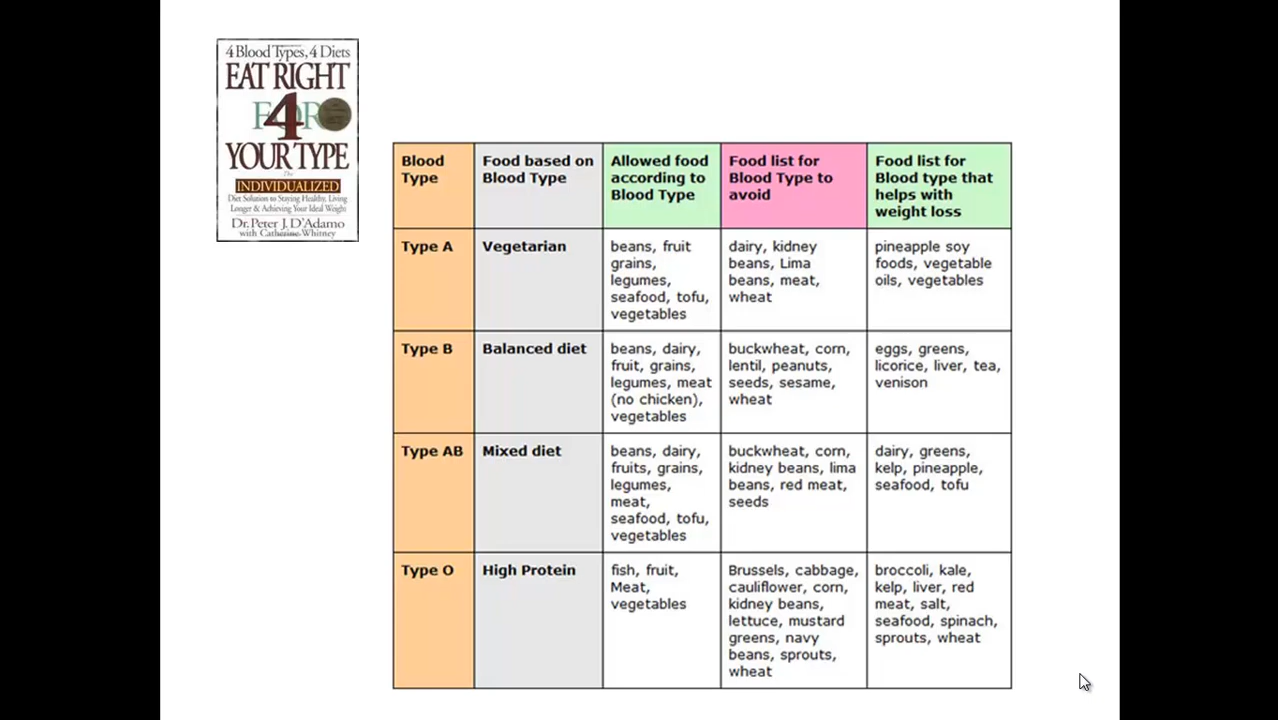 4 Blood Types, 4 Diets
EAT RIGHT
FOR
4
YOUR TYPE
The
INDIVIDUALIZED
Diet Solution to Staying Healthy, Living
Longer & Achieving Your Ideal Weight
Dr. Peter J. D'Adamo
with Catherine Whitney
Blood
Type
Food based on
Blood Type
Allowed food
according to
Blood Type
Food list for
Blood Type to
avoid
Food list for
Blood type that
helps with
weight loss
Type A
Vegetarian
beans, fruit
grains,
legumes,
seafood, tofu,
vegetables
dairy, kidney
beans, Lima
beans, meat,
wheat
pineapple soy
foods, vegetable
oils, vegetables
Type B
Balanced diet
beans, dairy,
fruit, grains,
legumes, meat
(no chicken),
vegetables
buckwheat, corn,
lentil, peanuts,
seeds, sesame,
wheat
eggs, greens,
licorice, liver, tea,
venison
Type AB
Mixed diet
beans, dairy,
fruits, grains,
legumes,
meat,
seafood, tofu,
vegetables
buckwheat, corn,
kidney beans, lima
beans, red meat,
seeds
dairy, greens,
kelp, pineapple,
seafood, tofu
Type O
High Protein
fish, fruit,
Meat,
vegetables
Brussels, cabbage,
cauliflower, corn,
kidney beans,
lettuce, mustard
greens, navy
beans, sprouts,
wheat
broccoli, kale,
kelp, liver, red
meat, salt,
seafood, spinach,
sprouts, wheat